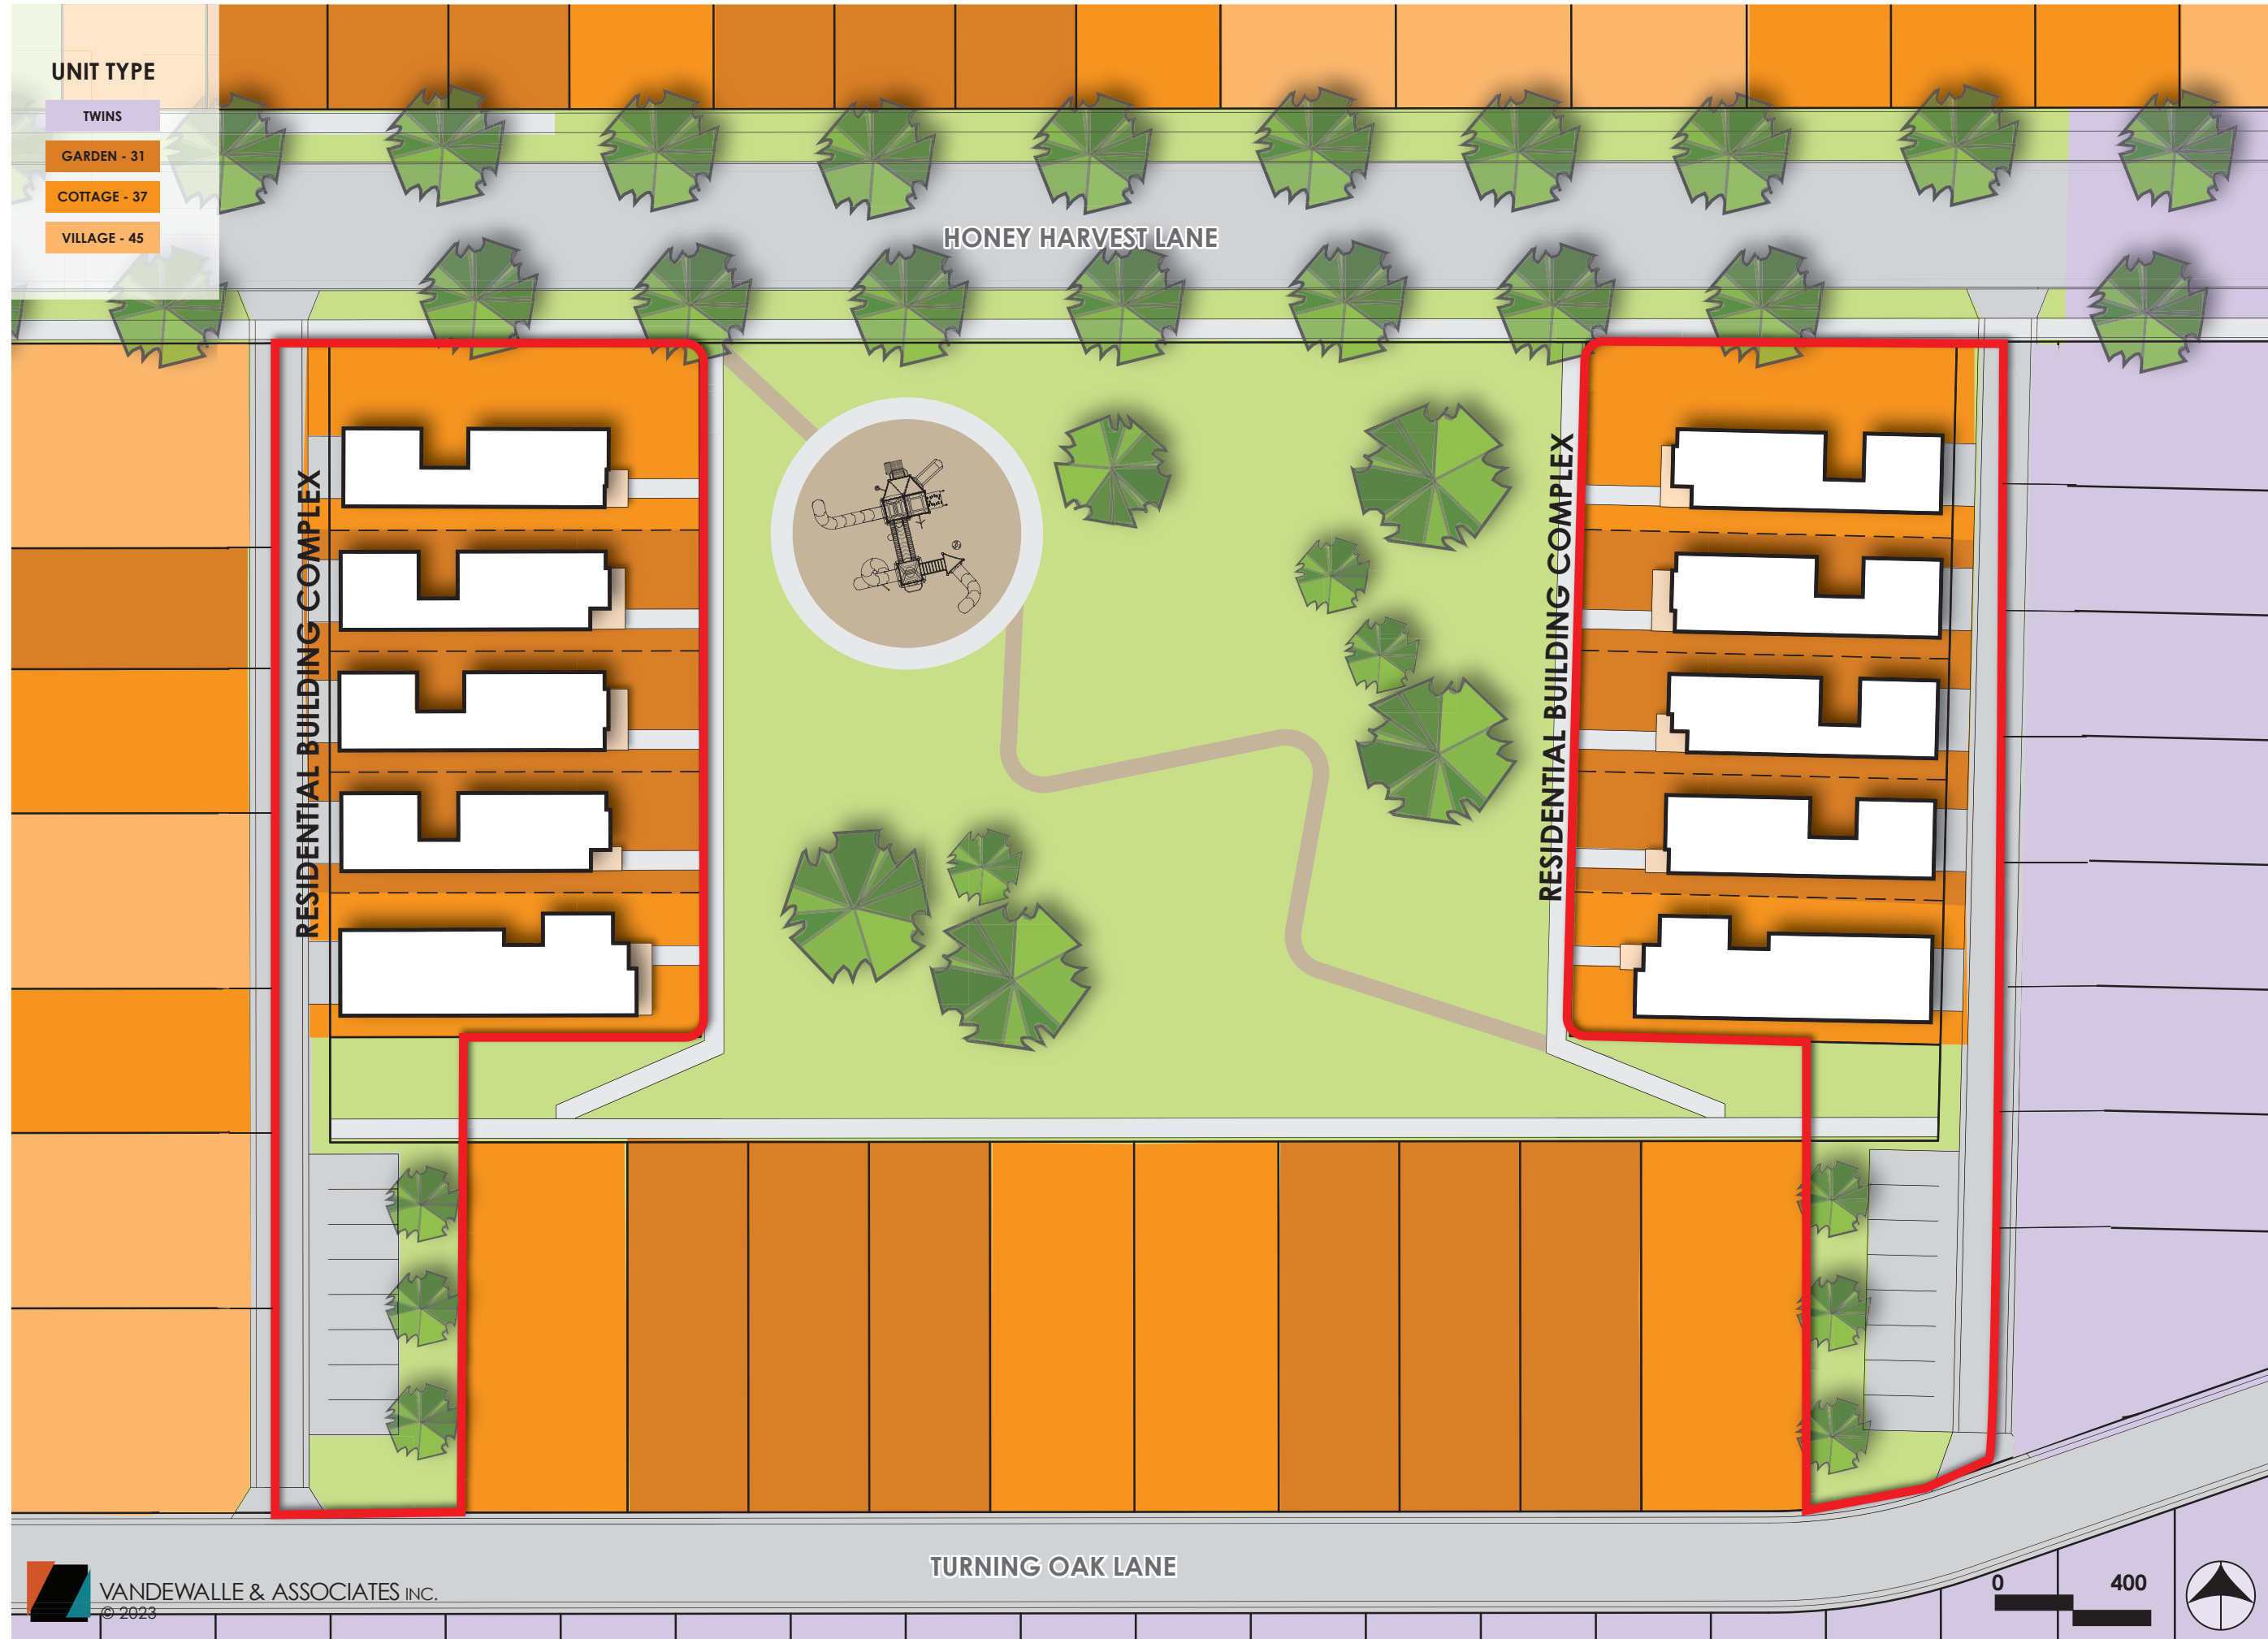 UNIT TYPE
TWINS
GARDEN - 31
COTTAGE - 37
VILLAGE - 45
HONEY HARVEST LANE
RESIDENTIAL BUILDING COMPLEX
RESIDENTIAL BUILDING COMPLEX
TURNING OAK LANE
VANDEWALLE & ASSOCIATES INC.
© 2023
0 400